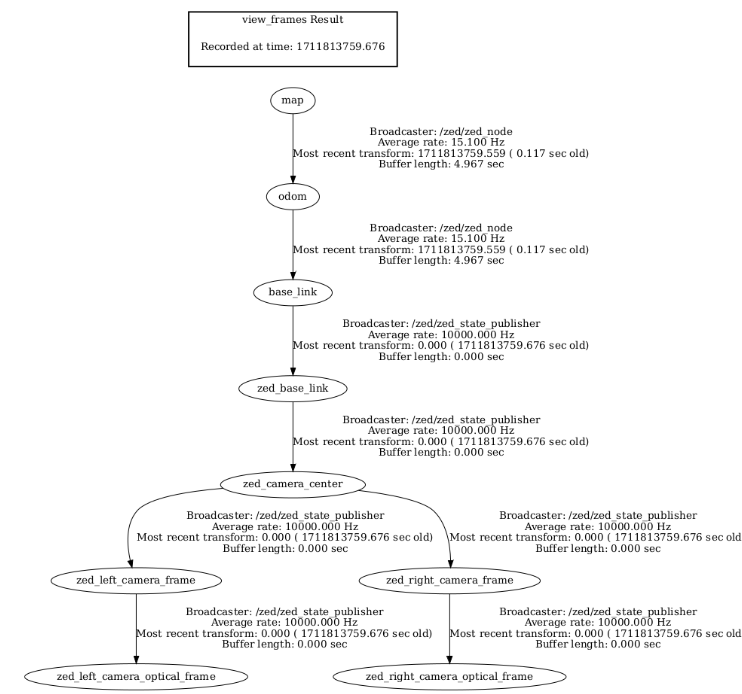 view_frames Result
Recorded at time: 1711813759.676
map
Broadcaster: /zed/zed_node
Average rate: 15.100 Hz
Most recent transform: 1711813759.559 ( 0.117 sec old)
Buffer length: 4.967 sec
odom
Broadcaster: /zed/zed_node
Average rate: 15.100 Hz
Most recent transform: 1711813759.559 ( 0.117 sec old)
Buffer length: 4.967 sec
base_link
Broadcaster: /zed/zed_state_publisher
Average rate: 10000.000 Hz
Most recent transform: 0.000 ( 1711813759.676 sec old)
Buffer length: 0.000 sec
zed_base_link
Broadcaster: /zed/zed_state_publisher
Average rate: 10000.000 Hz
Most recent transform: 0.000 ( 1711813759.676 sec old)
Buffer length: 0.000 sec
zed_camera_center
Broadcaster: /zed/zed_state_publisher
Average rate: 10000.000 Hz
Most recent transform: 0.000 ( 1711813759.676 sec old)
Buffer length: 0.000 sec
Broadcaster: /zed/zed_state_publisher
Average rate: 10000.000 Hz
Most recent transform: 0.000 ( 1711813759.676 sec old
Buffer length: 0.000 sec
zed_left_camera_frame
zed_right_camera_frame
Broadcaster: /zed/zed_state_publisher
Average rate: 10000.000 Hz
Most recent transform: 0.000 ( 1711813759.676 sec old)
Buffer length: 0.000 sec
Broadcaster: /zed/zed_state_publisher
Average rate: 10000.000 Hz
Most recent transform: 0.000 ( 1711813759.676 sec old
Buffer length: 0.000 sec
zed_left_camera_optical_frame
zed_right_camera_optical_frame